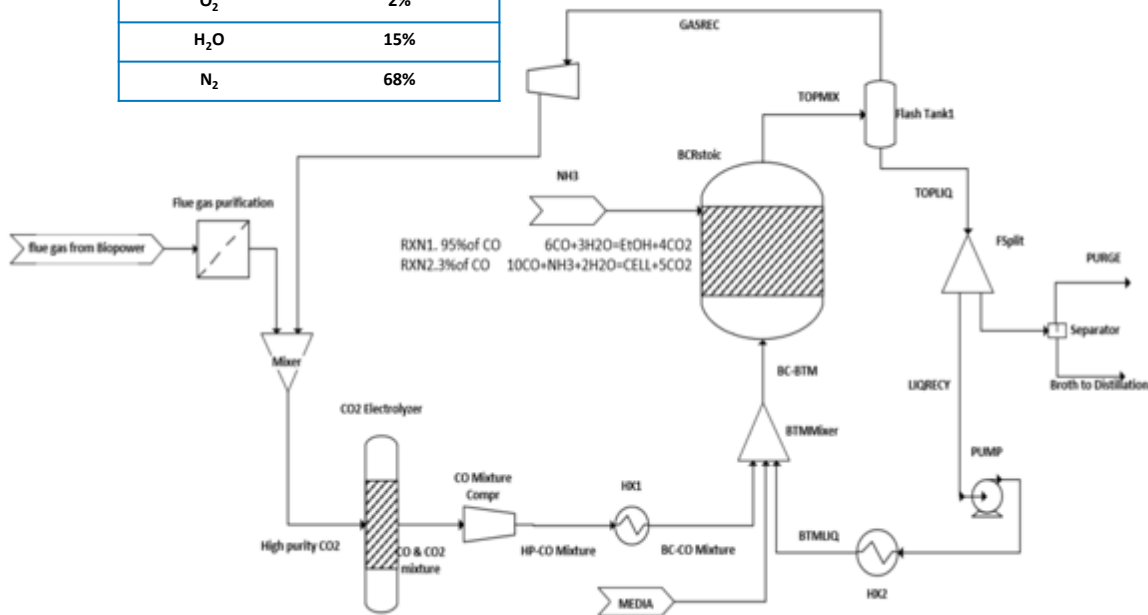 O2 2%
H2O 15%
N2 68%
GASREC
TOPMIX
Flash Tank1
BCRstoic
NH3
TOPLIQ
Flue gas purification
flue gas from Biopower
RXN1. 95%of CO 6CO+3H2O=EtOH+4CO2
RXN2.3%of CO 10CO+NH3+2H2O=CELL+5CO2
FSplit
PURGE
Separator
Mixer
BC-BTM
LIQRECY
Broth to Distillation
CO2 Electrolyzer
BTMMixer
PUMP
CO Mixture
Compr
HX1
High purity CO2
CO & CO2
mixture
HP-CO Mixture
BC-CO Mixture
BTMLIQ
HX2
MEDIA